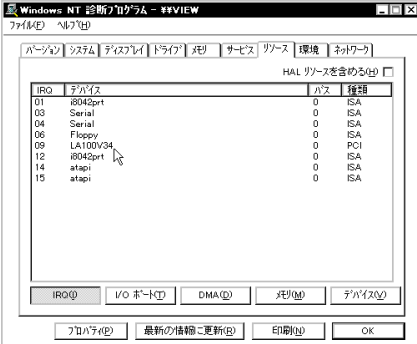 Windows NT 診断ﾌﾟﾛｸﾞﾗﾑ - ¥¥VIEW
ﾌｧｲﾙ(F) ﾍﾙﾌﾟ(H)
ﾊﾞｰｼﾞｮﾝ ｼｽﾃﾑ ﾃﾞｨｽﾌﾟﾚｲ ﾄﾞﾗｲﾌﾞ ﾒﾓﾘ ｻｰﾋﾞｽ ﾘｿｰｽ 環境 ﾈｯﾄﾜｰｸ
HAL ﾘｿｰｽを含める(H)
IRQ ﾃﾞﾊﾞｲｽ ﾊﾞｽ 種類
01 i8042prt 0 ISA
03 Serial 0 ISA
04 Serial 0 ISA
06 Floppy 0 ISA
09 LA100V34 0 PCI
12 i8042prt 0 ISA
14 atapi 0 ISA
15 atapi 0 ISA
IRQ(I) I/O ﾎﾟｰﾄ(T) DMA(D) ﾒﾓﾘ(M) ﾃﾞﾊﾞｲｽ(V)
ﾌﾟﾛﾊﾟﾃｨ(P) 最新の情報に更新(R) 印刷(N) OK